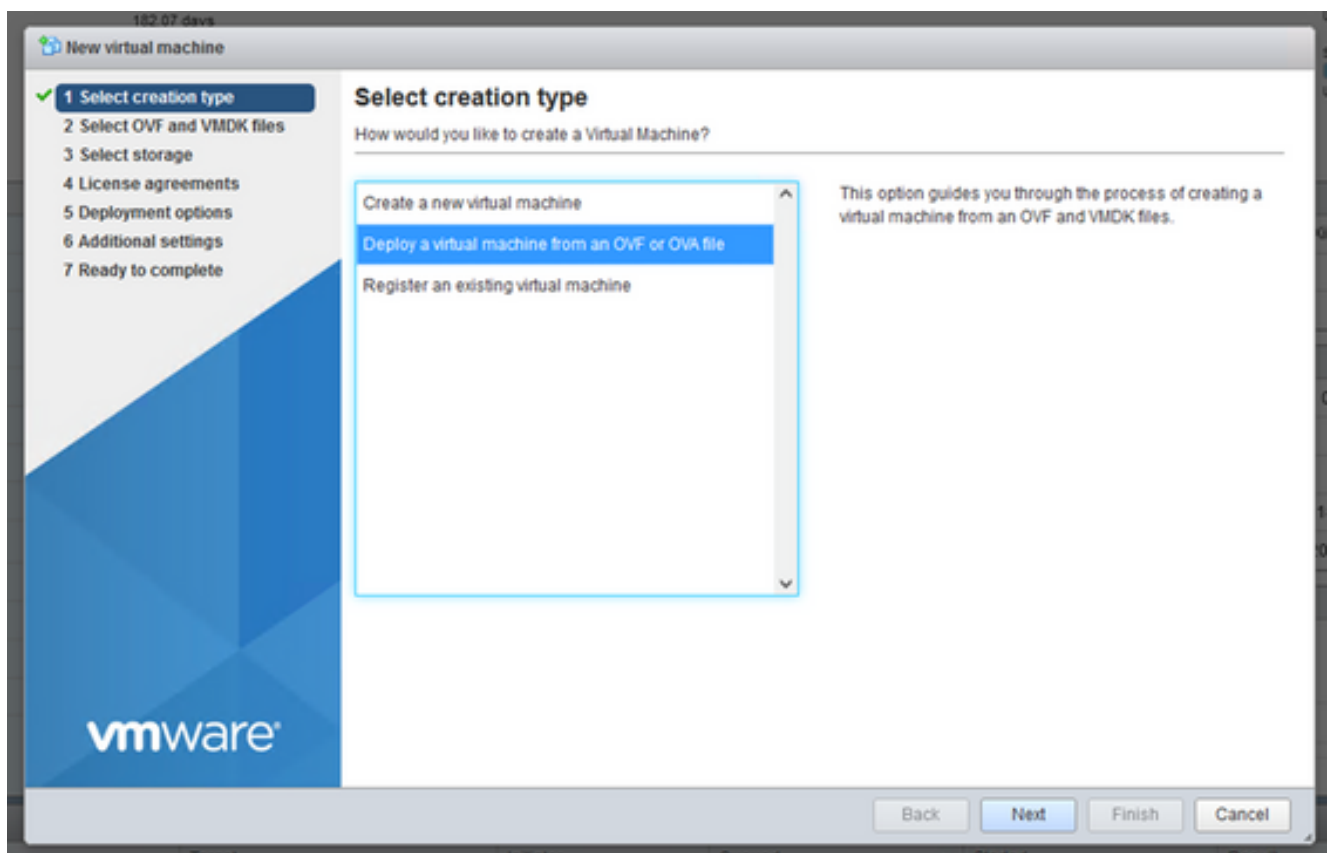 182.07 days
New virtual machine
1 Select creation type
2 Select OVF and VMDK files
3 Select storage
4 License agreements
5 Deployment options
6 Additional settings
7 Ready to complete
vmware
Select creation type
How would you like to create a Virtual Machine?
Create a new virtual machine
Deploy a virtual machine from an OVF or OVA file
Register an existing virtual machine
This option guides you through the process of creating a
virtual machine from an OVF and VMDK files.
Back
Next
Finish
Cancel